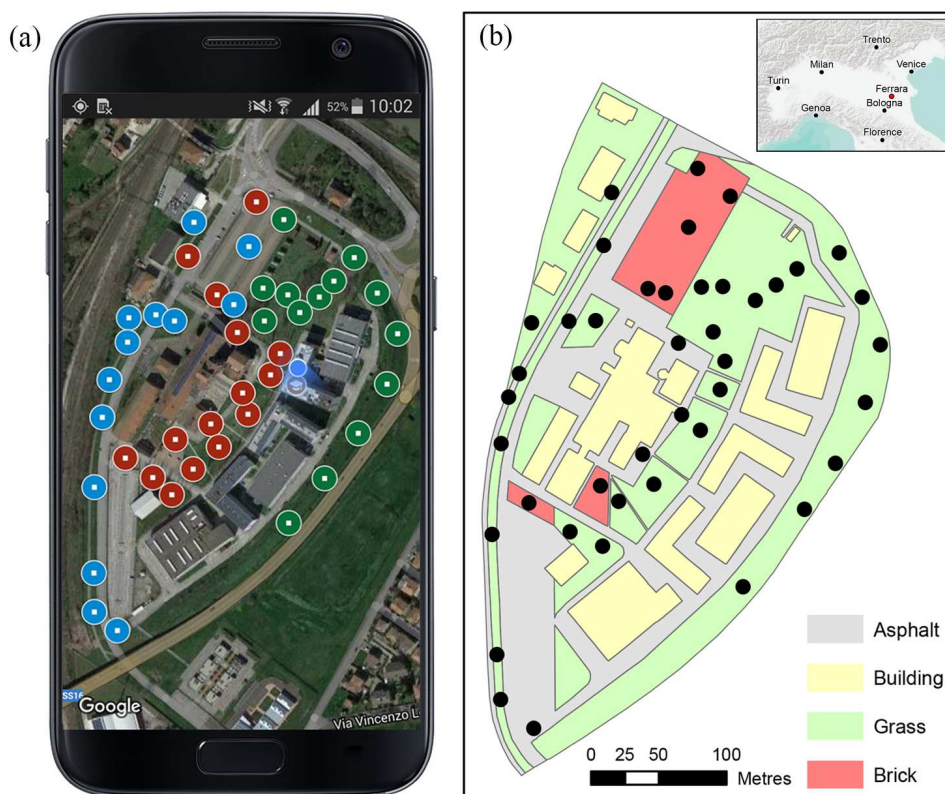 (a)
52% 10:02
SS16
Google
Via Vincenzo L
(b)
Trento
Milan
Venice
Turin
Ferrara
Bologna
Genoa
Florence
Asphalt
Building
Grass
Brick
0 25 50 100
Metres